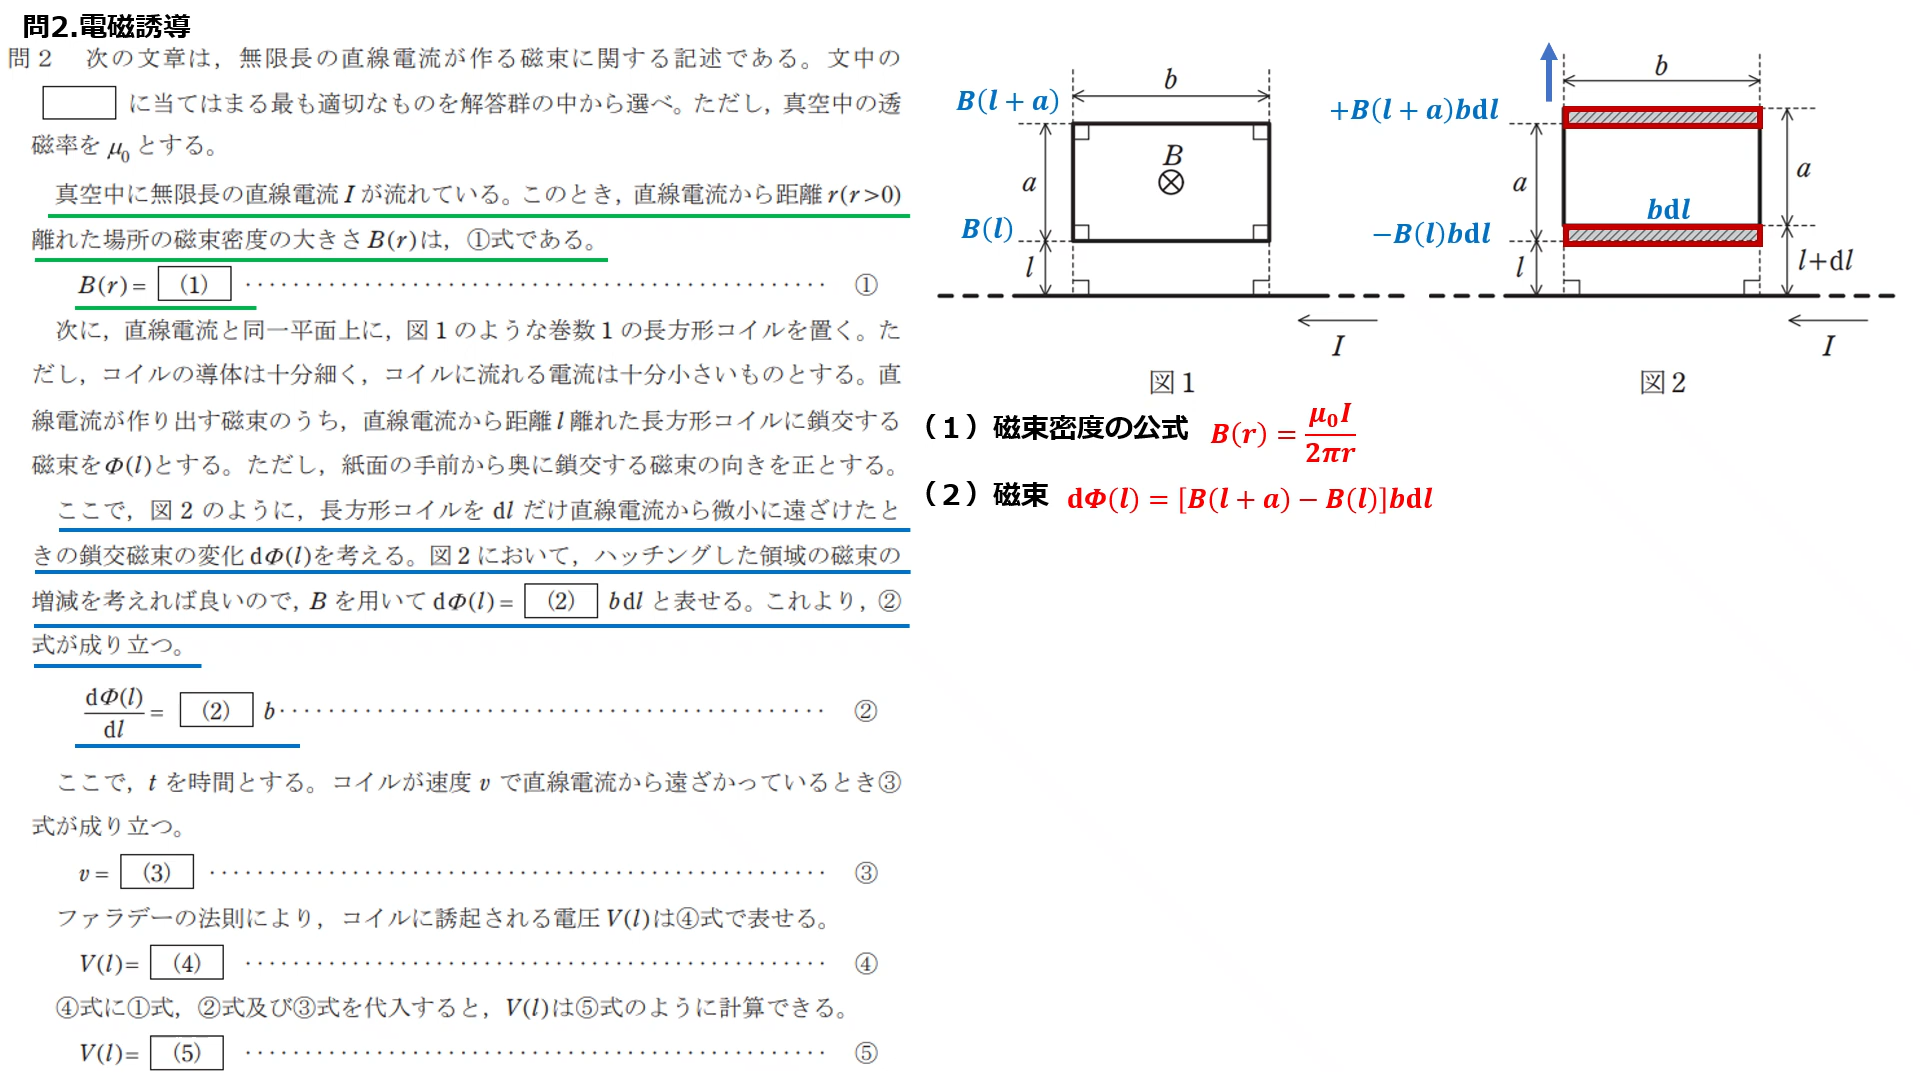 問2.電磁誘導
問２　次の文章は，無限長の直線電流が作る磁束に関する記述である。文中の
に当てはまる最も適切なものを解答群の中から選べ。ただし，真空中の透
磁率を μ0 とする。
真空中に無限長の直線電流 I が流れている。このとき，直線電流から距離 r(r>0)
離れた場所の磁束密度の大きさ B(r)は，①式である。
B(r)= (1) ………………………………………………… ①
次に，直線電流と同一平面上に，図1のような巻数1の長方形コイルを置く。た
だし，コイルの導体は十分細く，コイルに流れる電流は十分小さいものとする。直
線電流が作り出す磁束のうち，直線電流から距離 l 離れた長方形コイルに鎖交する
磁束をΦ(l)とする。ただし，紙面の手前から奥に鎖交する磁束の向きを正とする。
ここで，図2のように，長方形コイルを dl だけ直線電流から微小に遠ざけたと
きの鎖交磁束の変化 dΦ(l)を考える。図2において，ハッチングした領域の磁束の
増減を考えれば良いので，B を用いて dΦ(l)= (2) bdl と表せる。これより，②
式が成り立つ。
dΦ(l)/dl = (2) b ………………………………………………… ②
ここで，t を時間とする。コイルが速度 v で直線電流から遠ざかっているとき③
式が成り立つ。
v= (3) ………………………………………………… ③
ファラデーの法則により，コイルに誘起される電圧 V(l)は④式で表せる。
V(l)= (4) ………………………………………………… ④
④式に①式，②式及び③式を代入すると，V(l)は⑤式のように計算できる。
V(l)= (5) ………………………………………………… ⑤
B(l + a)
b
a
B
B(l)
l
I
図1
+B(l + a)bdl
b
a
a
bdl
−B(l)bdl
l
l+dl
I
図2
（１）磁束密度の公式 B(r) = μ0I/2πr
（２）磁束 dΦ(l) = [B(l + a) − B(l)]bdl